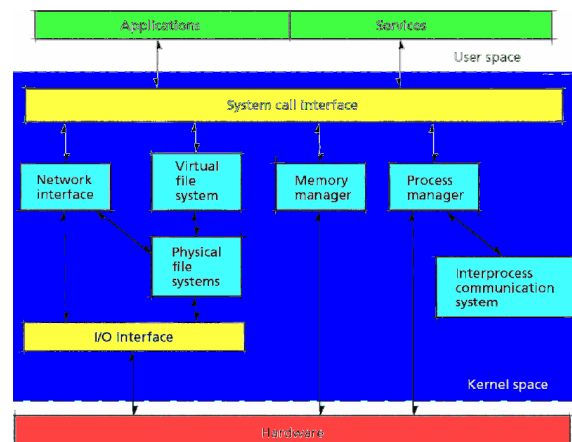 Applications
Services
User space
System call interface
Network
interface
Virtual
file
system
Memory
manager
Process
manager
Physical
file
systems
Interprocess
communication
system
I/O Interface
Kernel space
Hardware